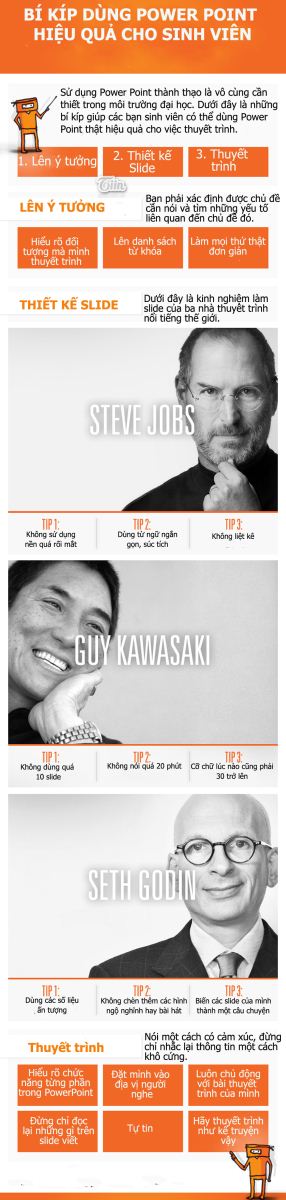 BÍ KÍP DÙNG POWER POINT
HIỆU QUẢ CHO SINH VIÊN
Sử dụng Power Point thành thạo là vô cùng cần
thiết trong môi trường đại học. Dưới đây là những
bí kíp giúp các bạn sinh viên có thể dùng Power
Point thật hiệu quả cho việc thuyết trình.
1. Lên ý tưởng
2. Thiết kế
Slide
3. Thuyết
trình
Tiin
LÊN Ý TƯỞNG
Bạn phải xác định được chủ đề
cần nói và tìm những yếu tố
liên quan đến chủ đề đó.
Hiểu rõ đối
tượng mà mình
thuyết trình
Lên danh sách
từ khóa
Làm mọi thứ thật
đơn giản
THIẾT KẾ SLIDE
Dưới đây là kinh nghiệm làm
slide của ba nhà thuyết trình
nổi tiếng thế giới.
STEVE JOBS
TIP 1:
Không sử dụng
nền quá rối mắt
TIP 2:
Dùng từ ngữ ngắn
gọn, súc tích
TIP 3:
Không liệt kê
GUY KAWASAKI
TIP 1:
Không dùng quá
10 slide
TIP 2:
Không nói quá 20 phút
TIP 3:
Cỡ chữ lúc nào cũng phải
30 trở lên
SETH GODIN
TIP 1:
Dùng các số liệu
ấn tượng
TIP 2:
Không chèn thêm các hình
ngộ nghĩnh hay bài hát
TIP 3:
Biến các slide của mình
thành một câu chuyện
Thuyết trình
Nói một cách có cảm xúc, đừng
chỉ nhắc lại thông tin một cách
khô cứng.
Hiểu rõ chức
năng từng phần
trong PowerPoint
Đặt mình vào
địa vị người
nghe
Luôn chủ động
với bài thuyết
trình của mình
Đừng chỉ đọc
lại những gì trên
slide viết
Tự tin
Hãy thuyết trình
như kể truyện
vậy